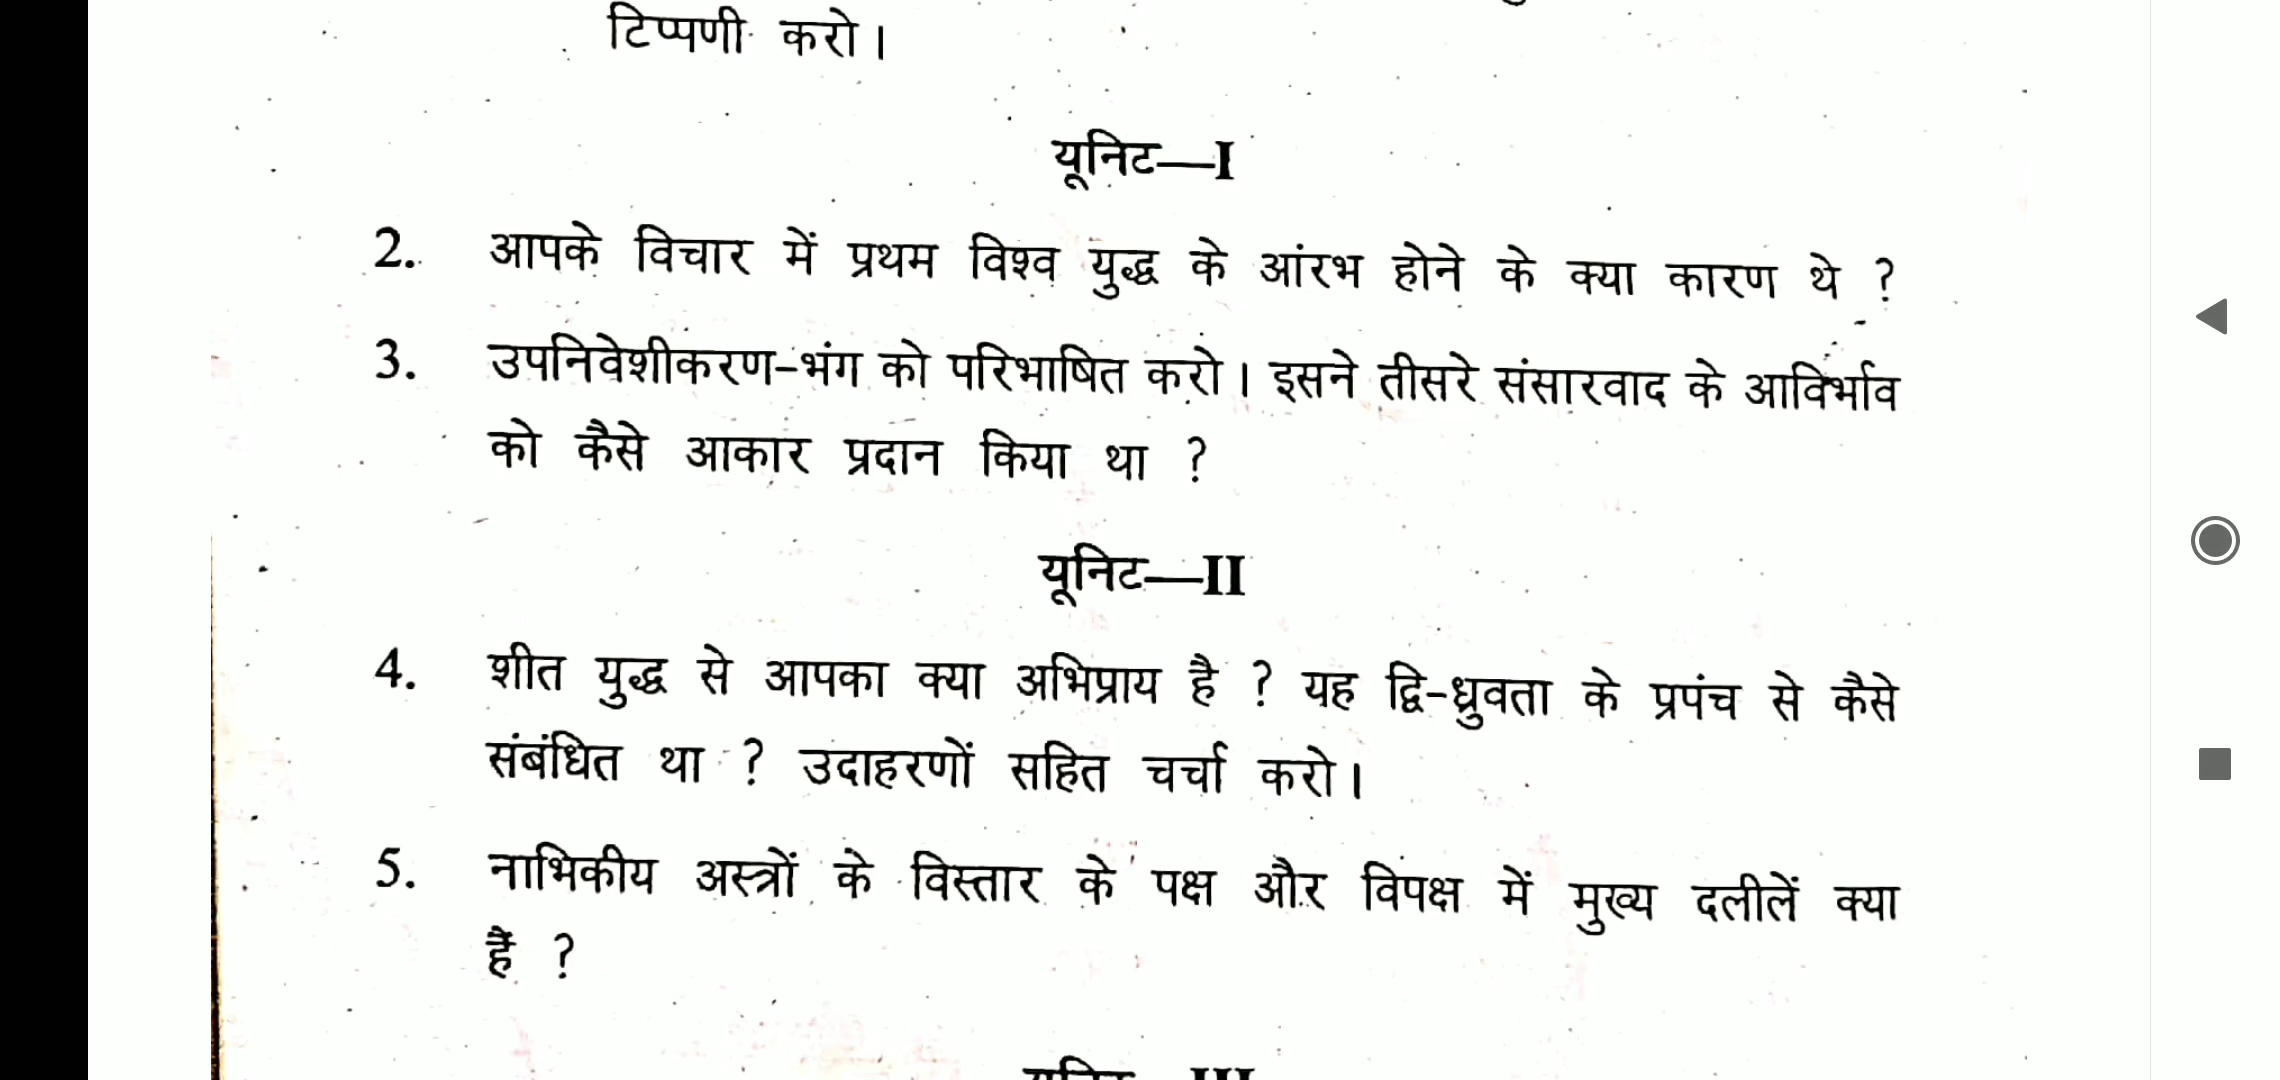 टिप्पणी करो।
यूनिट—I
2. आपके विचार में प्रथम विश्व युद्ध के आंरभ होने के क्या कारण थे ?
3. उपनिवेशीकरण-भंग को परिभाषित करो। इसने तीसरे संसारवाद के आविर्भाव
को कैसे आकार प्रदान किया था ?
यूनिट—II
4. शीत युद्ध से आपका क्या अभिप्राय है ? यह द्वि-ध्रुवता के प्रपंच से कैसे
संबंधित था ? उदाहरणों सहित चर्चा करो।
5. नाभिकीय अस्त्रों के विस्तार के पक्ष और विपक्ष में मुख्य दलीलें क्या
हैं ?